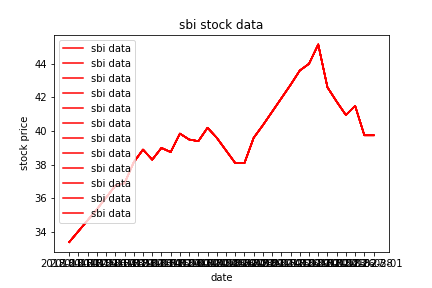 sbi stock data
sbi data
sbi data
sbi data
sbi data
sbi data
sbi data
sbi data
sbi data
sbi data
sbi data
sbi data
sbi data
44
42
40
38
36
34
stock price
date